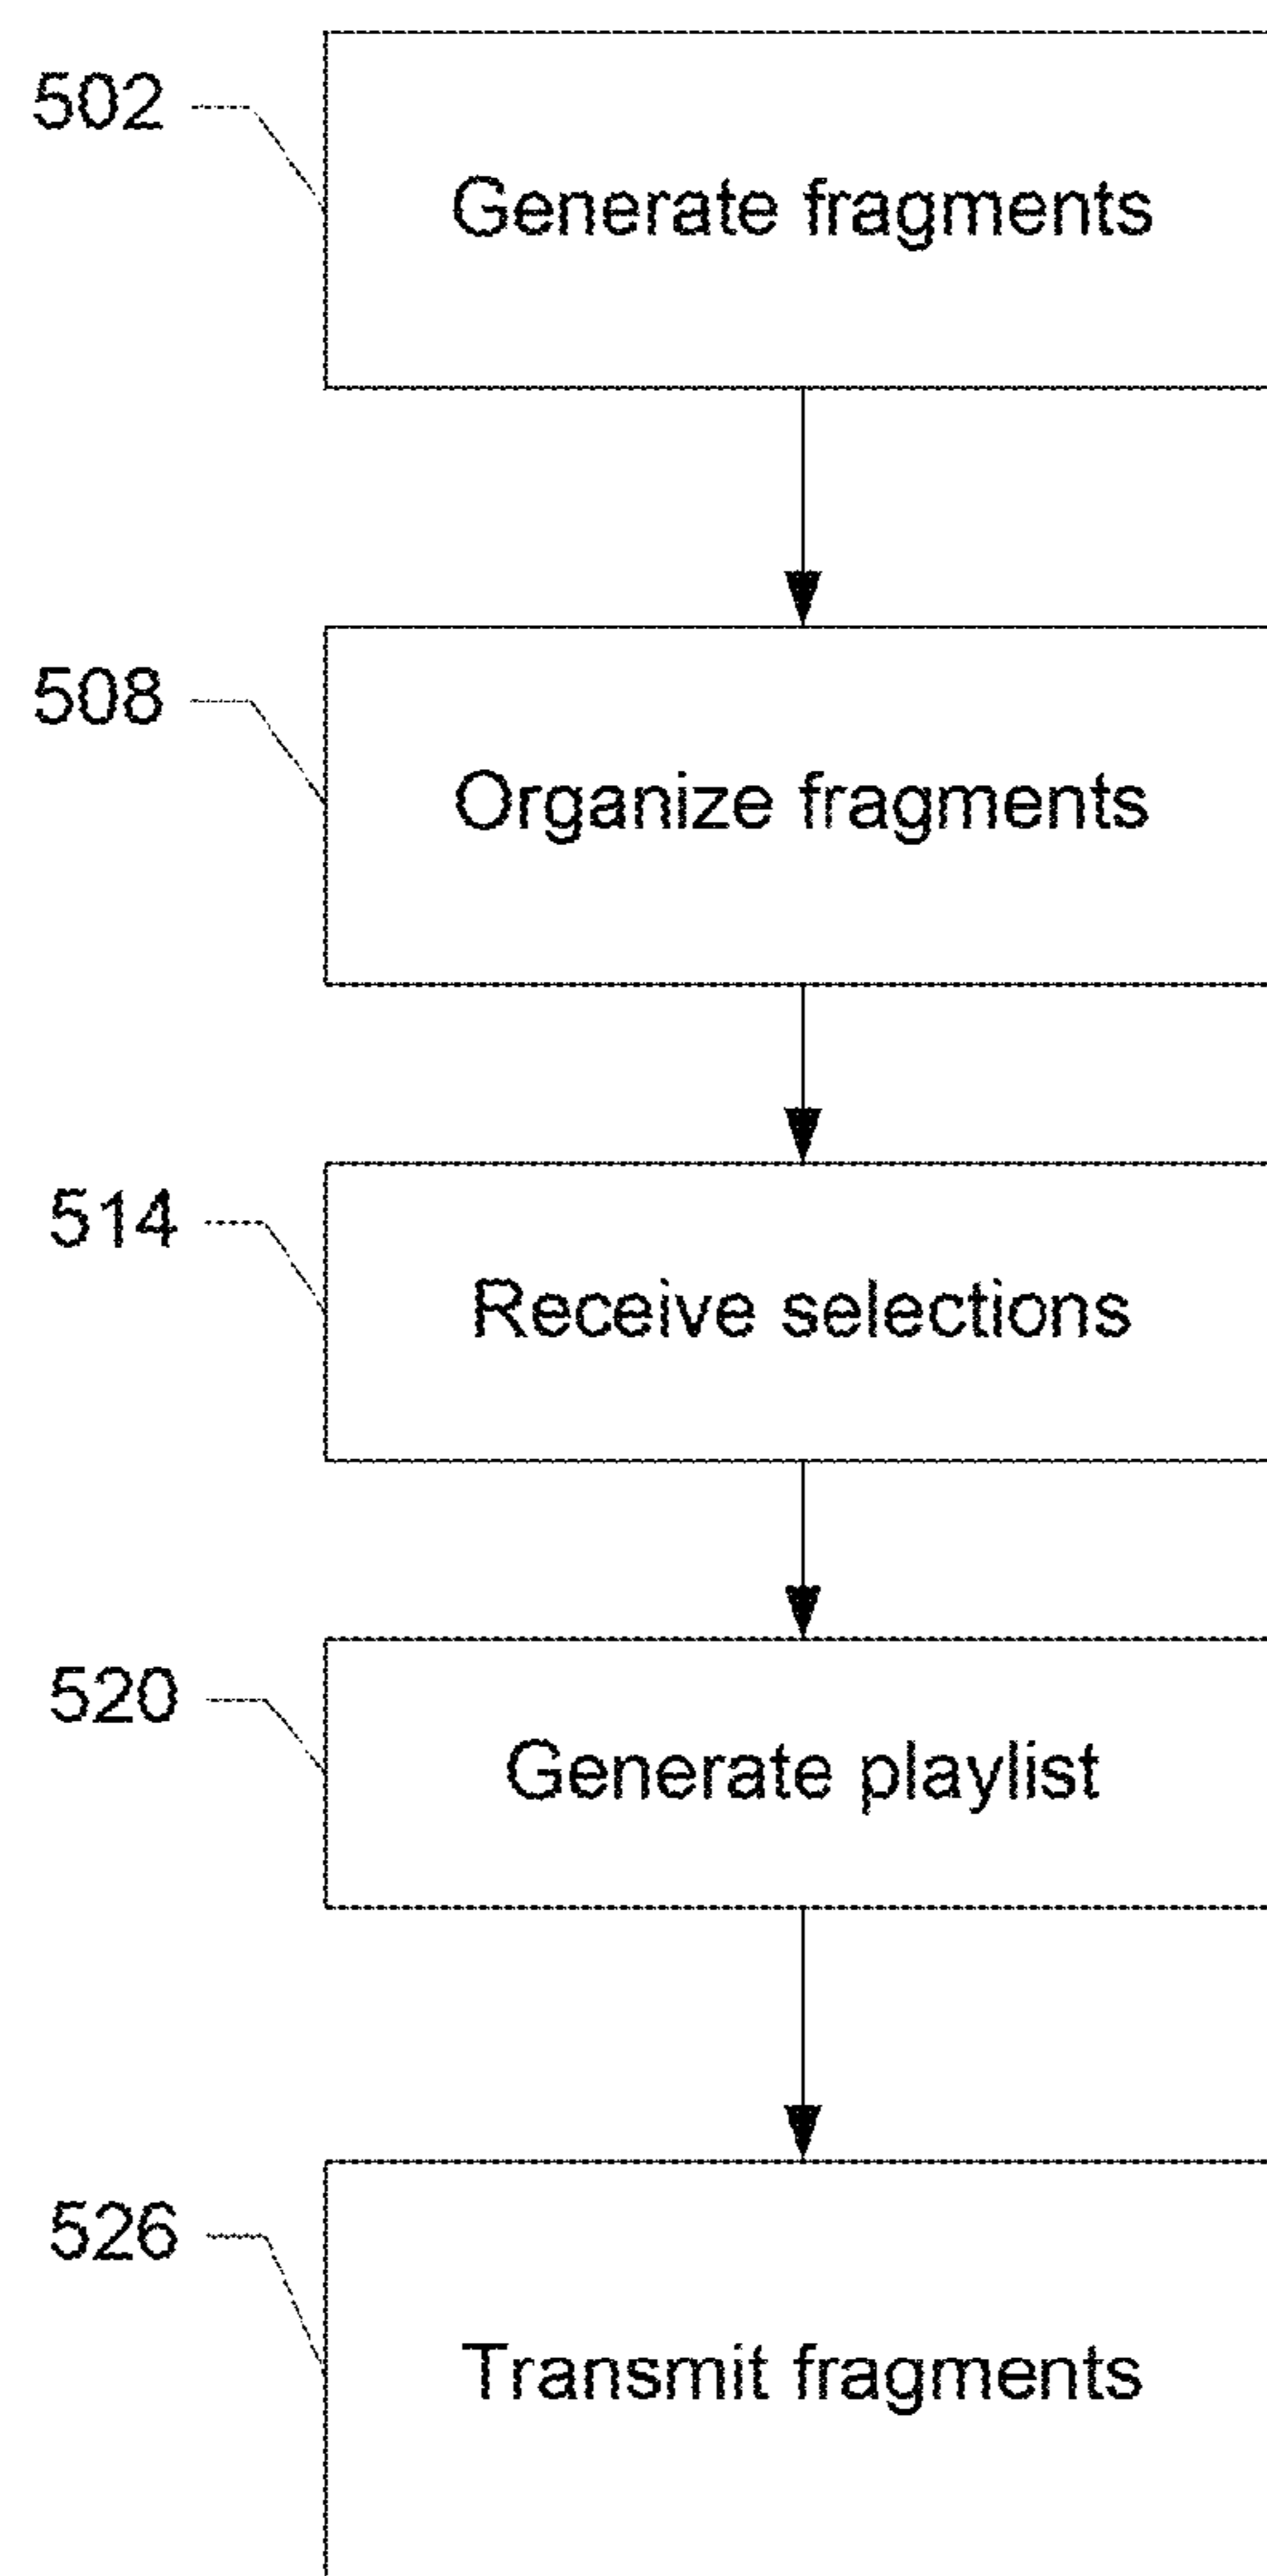 502
Generate fragments
508
Organize fragments
514
Receive selections
520
Generate playlist
526
Transmit fragments